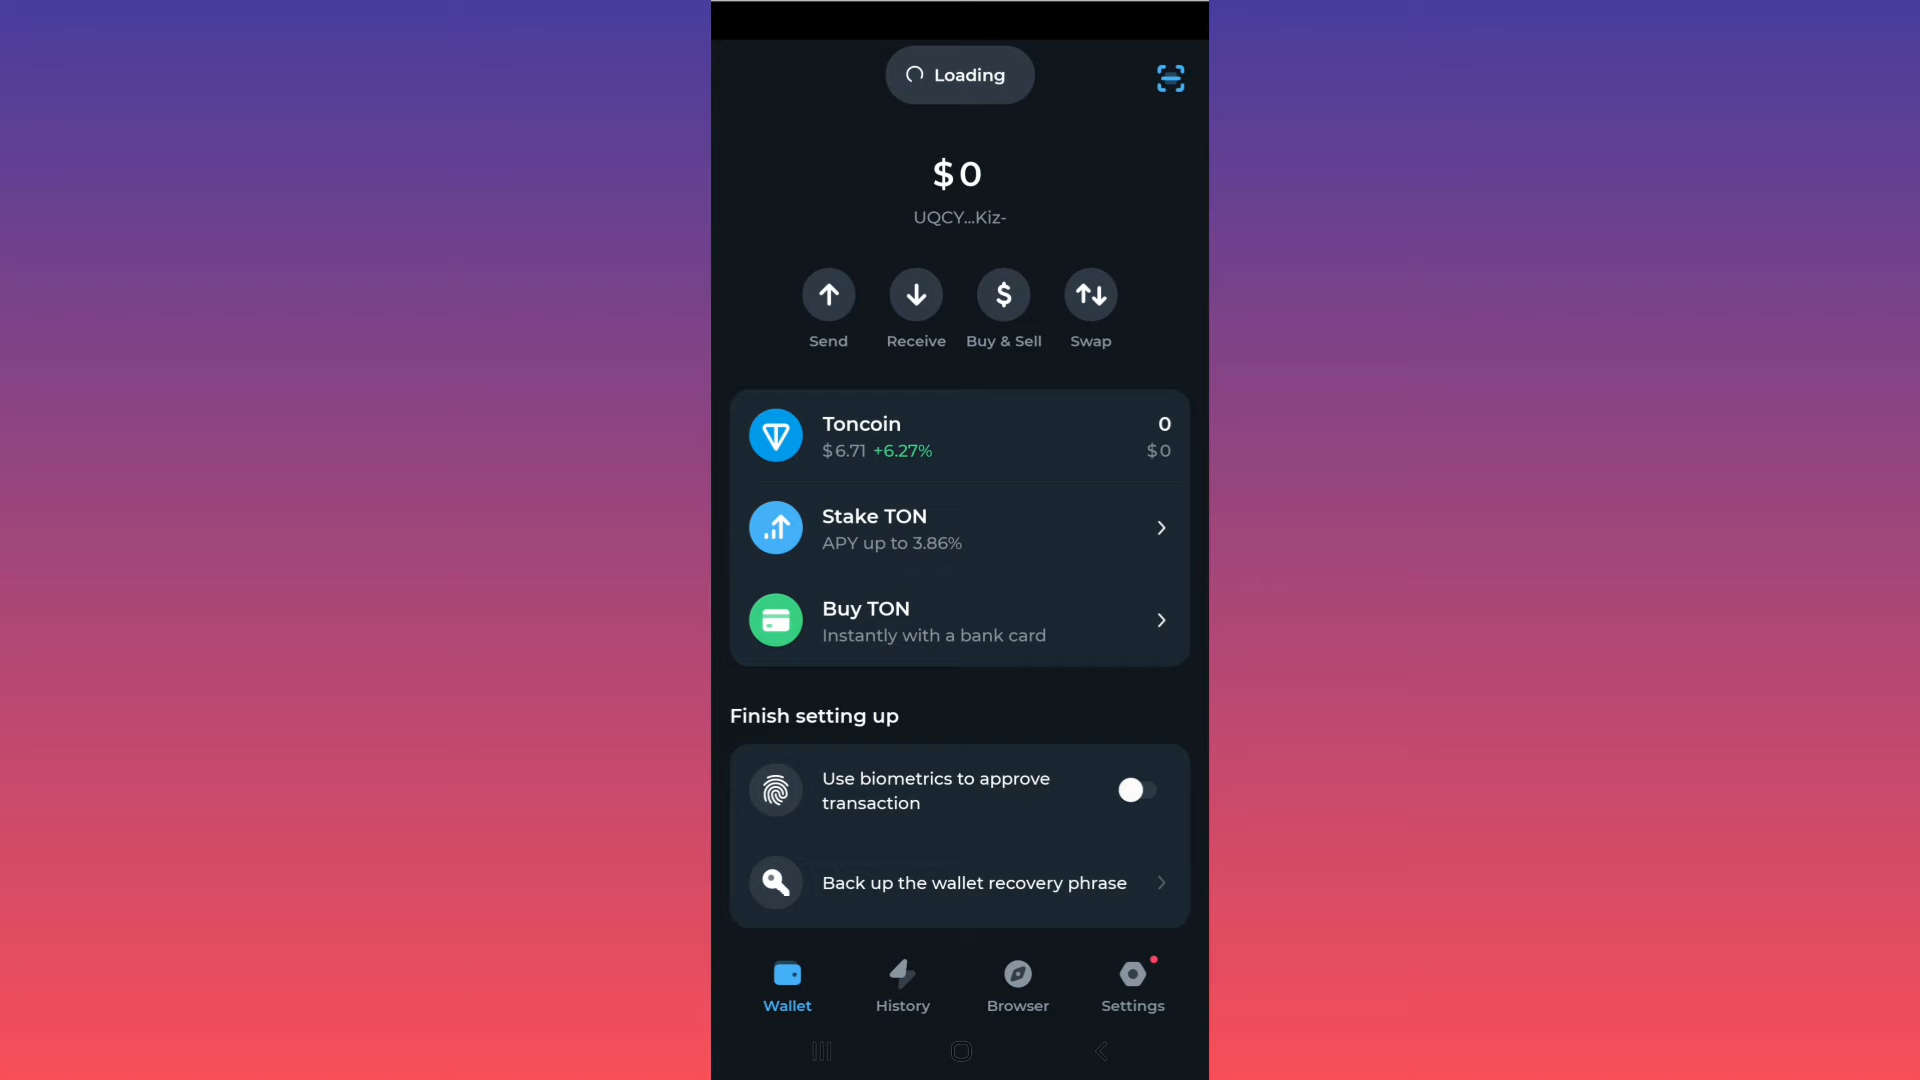 Loading
$0
UQCY...Kiz-
Send
Receive
Buy & Sell
Swap
Toncoin
0
$6.71 +6.27%
$0
Stake TON
APY up to 3.86%
Buy TON
Instantly with a bank card
Finish setting up
Use biometrics to approve
transaction
Back up the wallet recovery phrase
Wallet
History
Browser
Settings